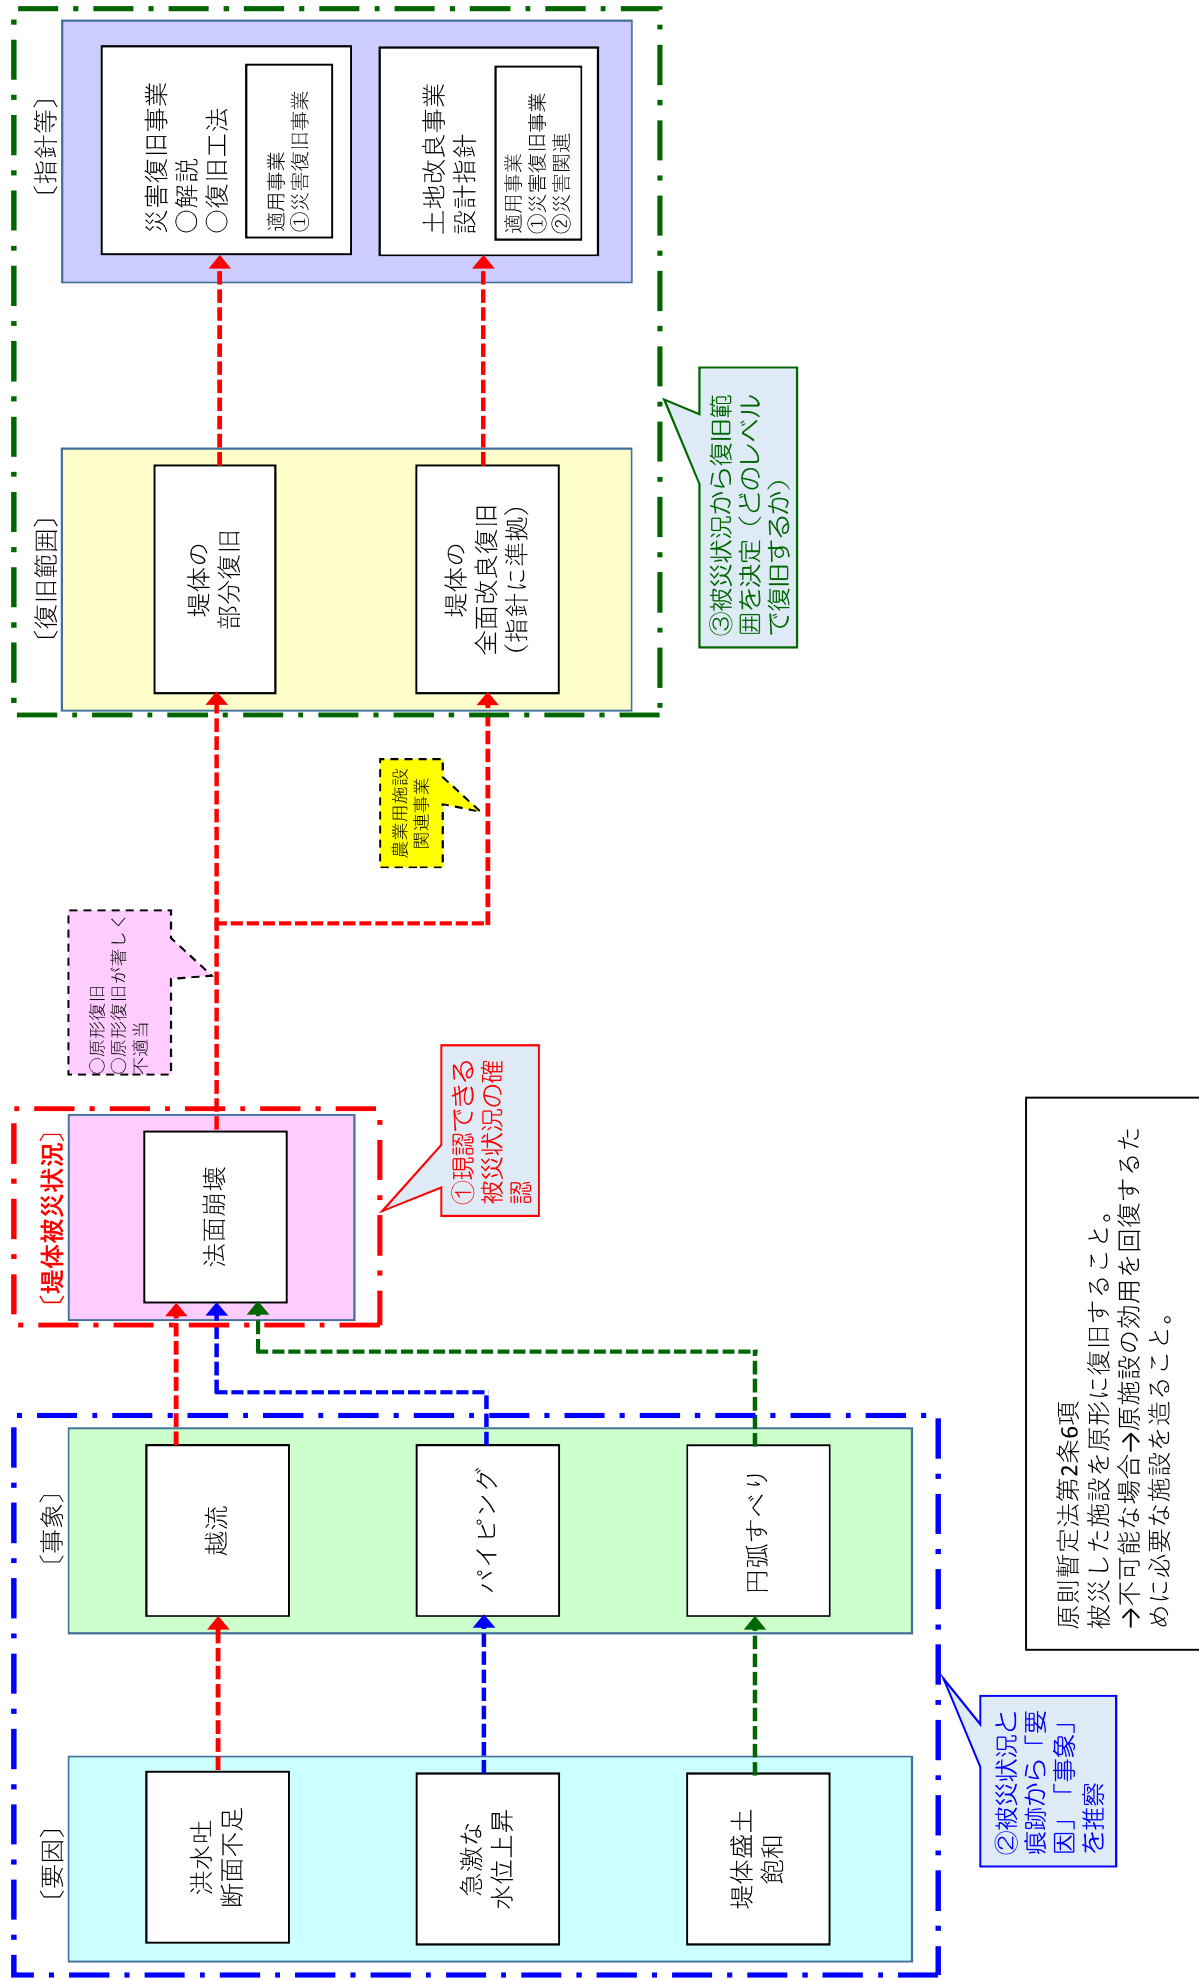 〔要因〕
洪水吐
断面不足
急激な
水位上昇
堤体盛土
飽和
〔事象〕
越流
パイピング
円弧すべり
②被災状況と
痕跡から「要
因」「事象」
を推察
〔堤体被災状況〕
法面崩壊
①現認できる
被災状況の確
認
○原形復旧
○原形復旧が著しく
不適当
農業用施設
関連事業
〔復旧範囲〕
堤体の
部分復旧
堤体の
全面改良復旧
(指針に準拠)
〔指針等〕
災害復旧事業
○解説
○復旧工法
適用事業
①災害復旧事業
土地改良事業
設計指針
適用事業
①災害復旧事業
②災害関連
③被災状況から復旧範
囲を決定（どのレベル
で復旧するか）
原則暫定法第2条6項
被災した施設を原形に復旧すること。
→不可能な場合→原施設の効用を回復するた
めに必要な施設を造ること。